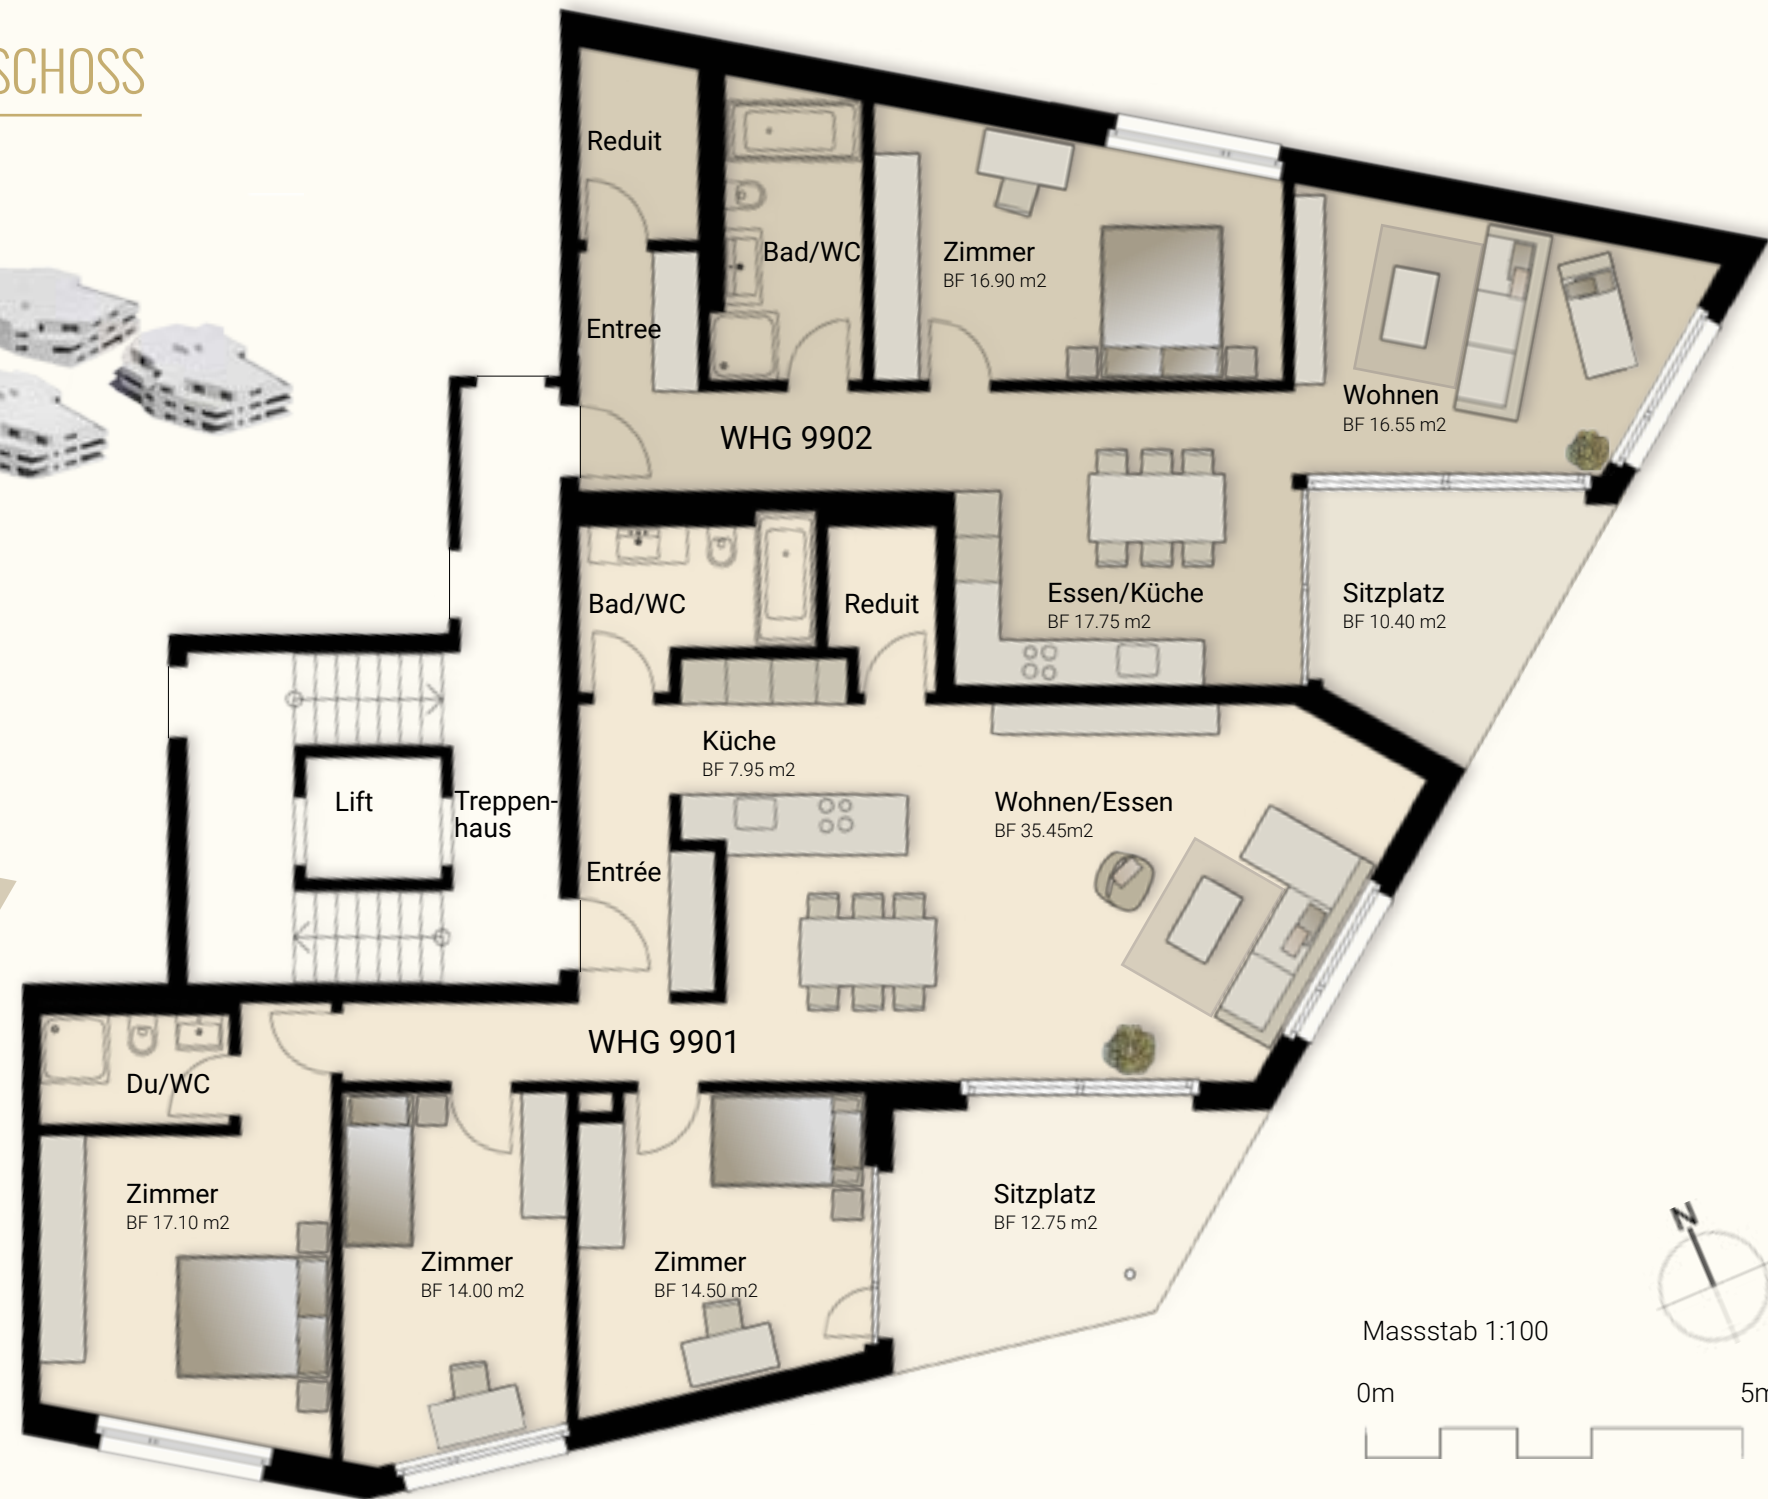 SCHOSS
Reduit
Bad/WC
Zimmer
BF 16.90 m2
Entree
Wohnen
BF 16.55 m2
WHG 9902
Essen/Küche
BF 17.75 m2
Sitzplatz
BF 10.40 m2
Bad/WC
Reduit
Küche
BF 7.95 m2
Lift
Treppen-
haus
Wohnen/Essen
BF 35.45m2
Entrée
WHG 9901
Du/WC
Zimmer
BF 17.10 m2
Zimmer
BF 14.00 m2
Zimmer
BF 14.50 m2
Sitzplatz
BF 12.75 m2
N
Massstab 1:100
0m
5m